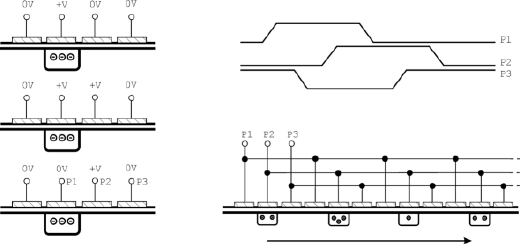 0V +V 0V 0V
0V +V +V 0V
0V 0V +V 0V
P1 P2 P3
P1
P2
P3
P1 P2 P3